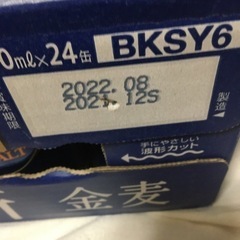 0mℓ×24缶 BKSY6
味期限
2022.08
2021.12S
製造
ALT
手にやさしい
波形カット
金麦